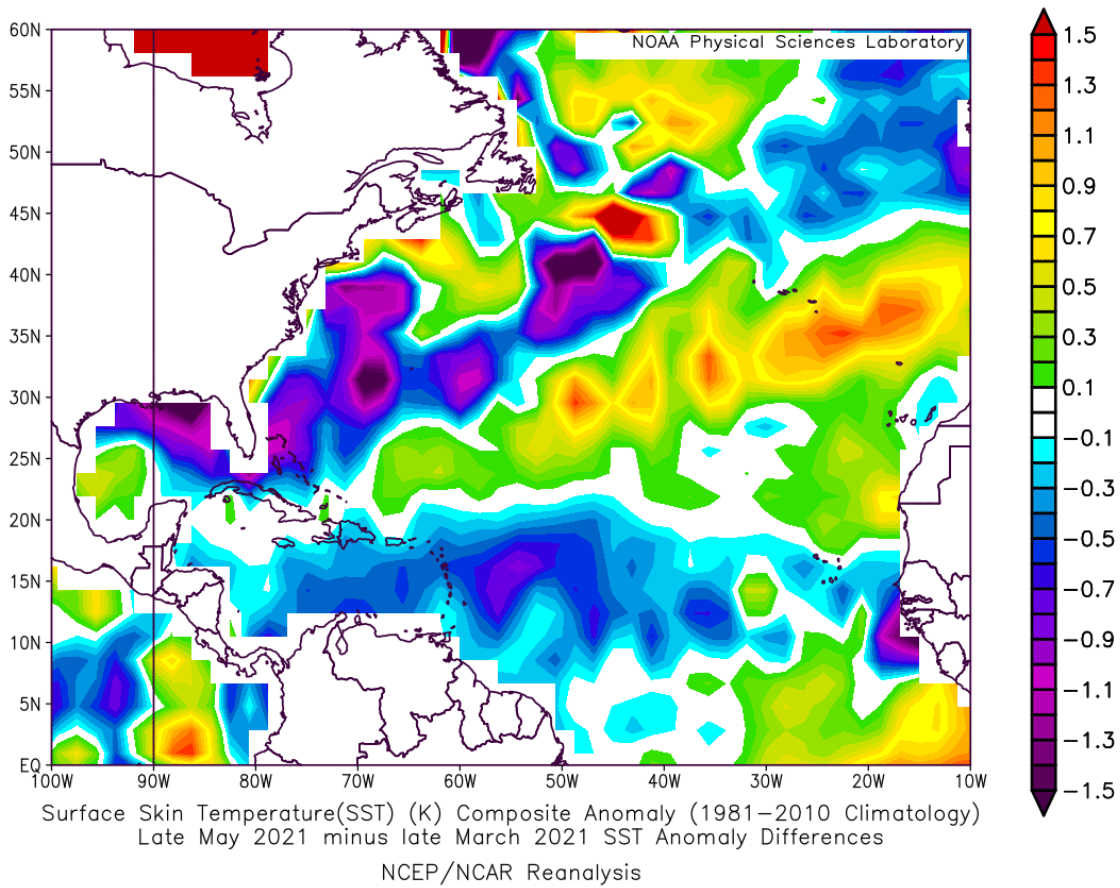 NOAA Physical Sciences Laboratory
60N
55N
50N
45N
40N
35N
30N
25N
20N
15N
10N
5N
EQ
100W 90W 80W 70W 60W 50W 40W 30W 20W 10W
1.5
1.3
1.1
0.9
0.7
0.5
0.3
0.1
−0.1
−0.3
−0.5
−0.7
−0.9
−1.1
−1.3
−1.5
Surface Skin Temperature(SST) (K) Composite Anomaly (1981−2010 Climatology)
Late May 2021 minus late March 2021 SST Anomaly Differences
NCEP/NCAR Reanalysis